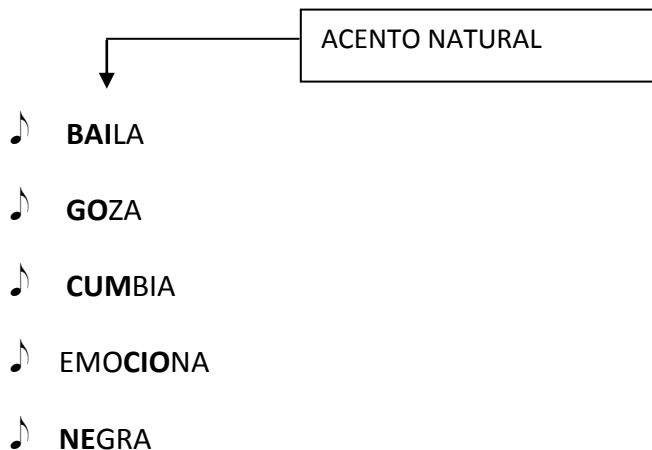 ACENTO NATURAL
♪ BAILA
♪ GOZA
♪ CUMBIA
♪ EMOCIONA
♪ NEGRA